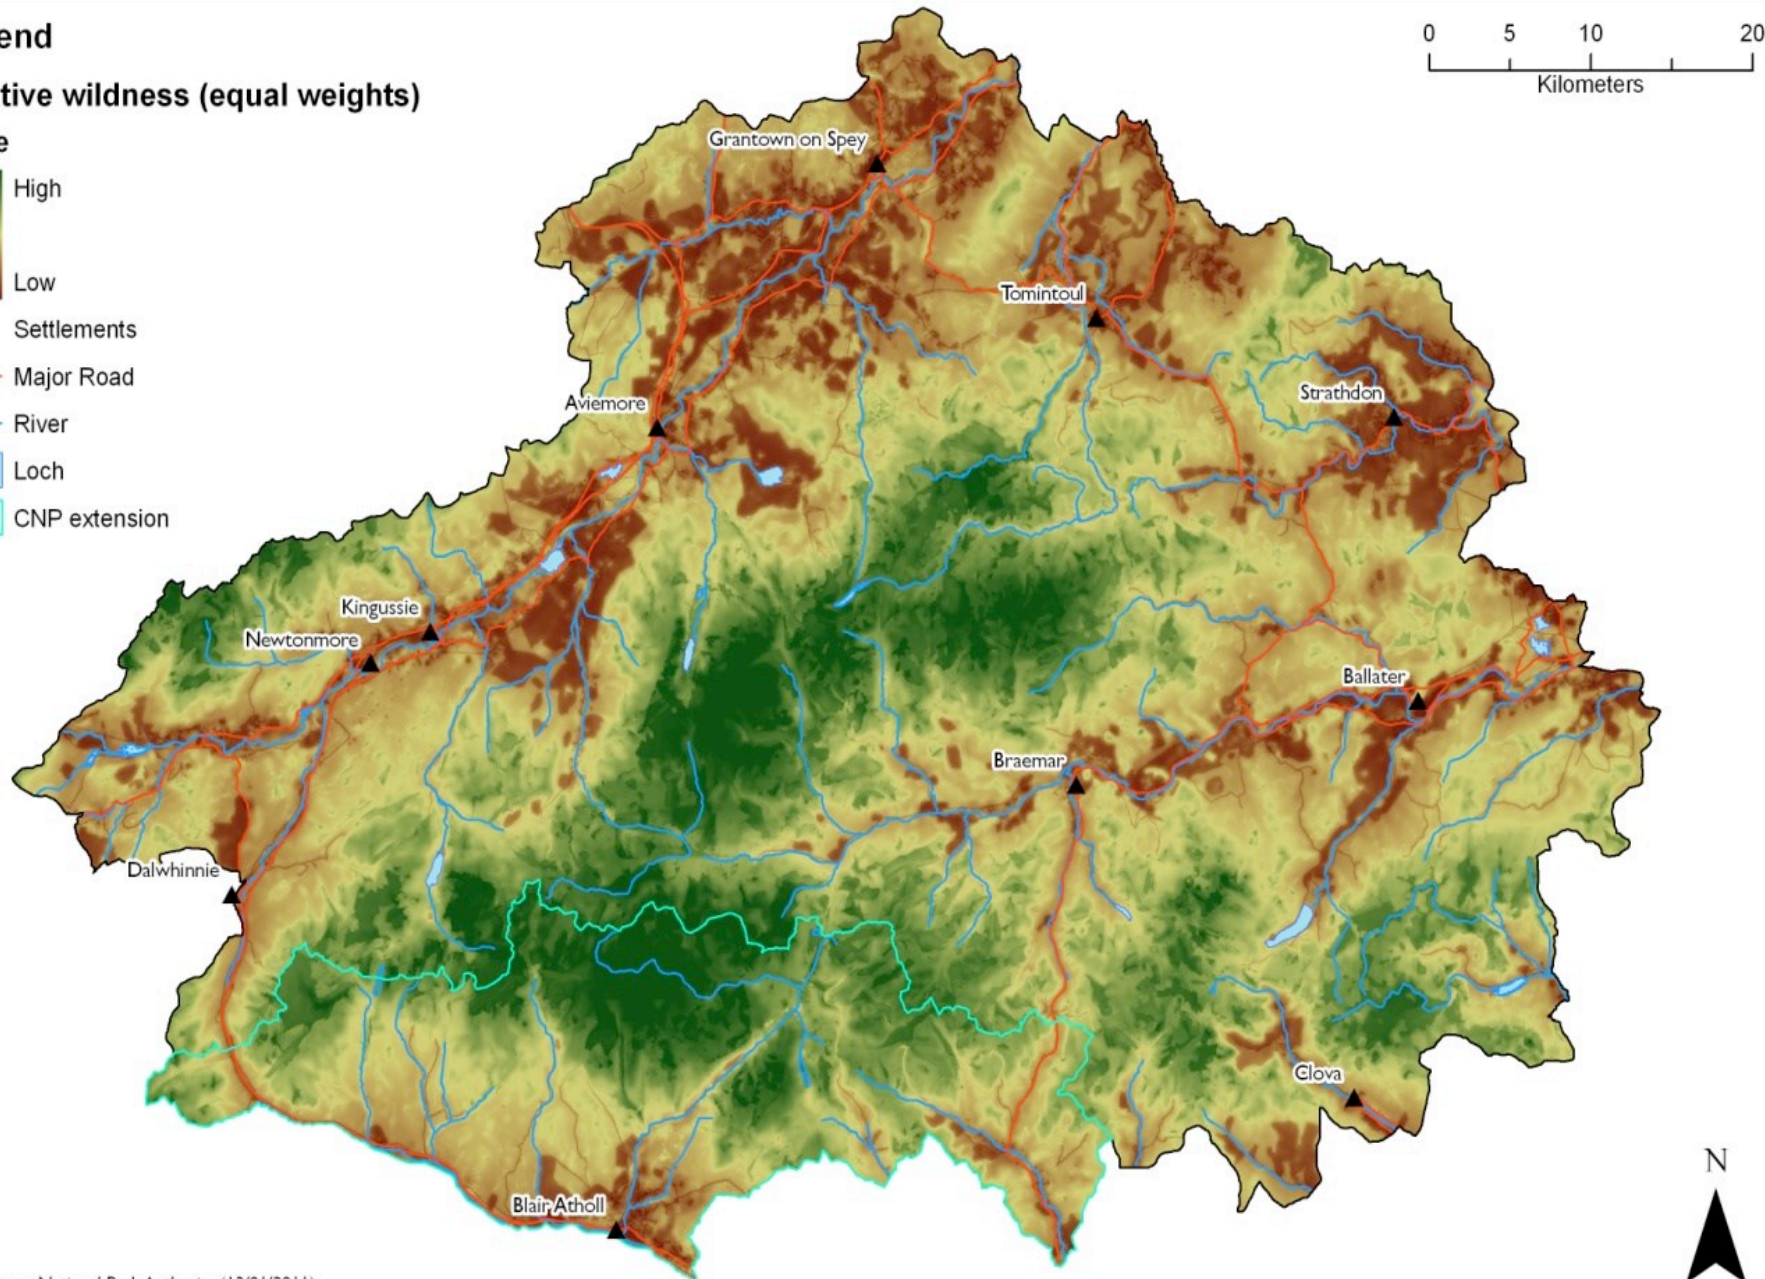 end
tive wildness (equal weights)
e
High
Low
Settlements
Major Road
River
Loch
CNP extension
0 5 10 20
Kilometers
Grantown on Spey
Tomintoul
Strathdon
Aviemore
Kingussie
Newtonmore
Ballater
Braemar
Dalwhinnie
Clova
Blair Atholl
N